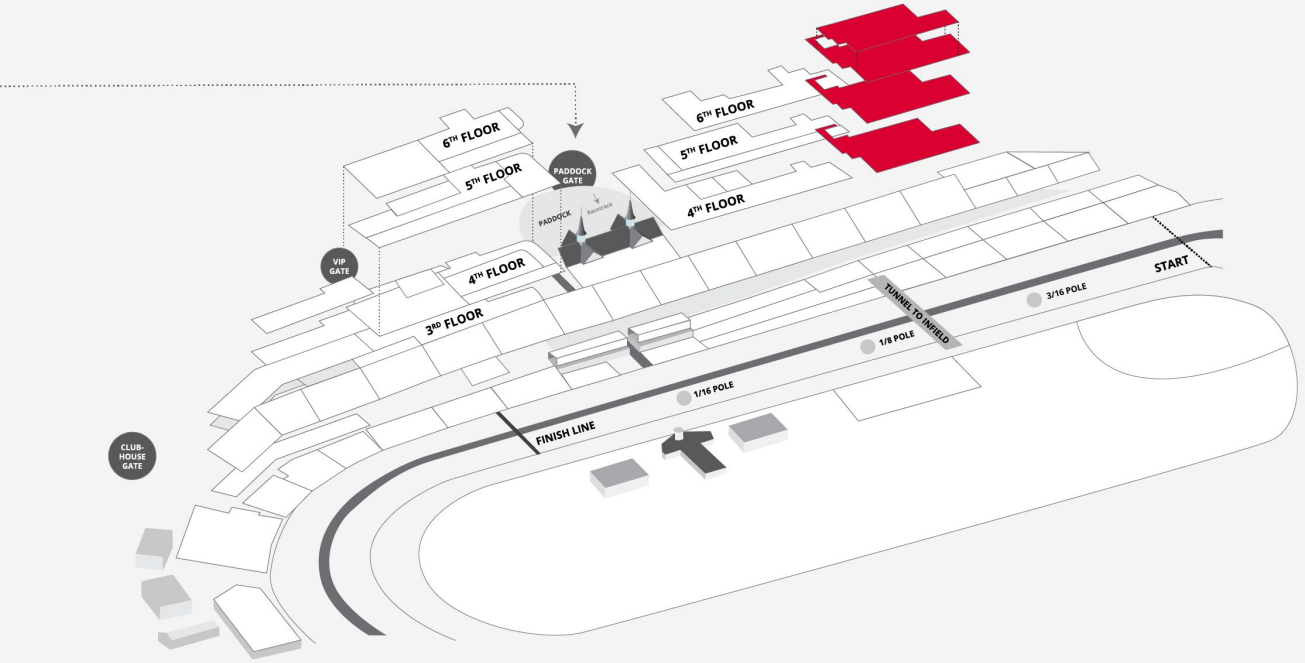 6TH FLOOR
5TH FLOOR
4TH FLOOR
6TH FLOOR
5TH FLOOR
PADDOCK
GATE
PADDOCK
Racetrack
VIP
GATE
4TH FLOOR
3RD FLOOR
START
3/16 POLE
TUNNEL TO INFIELD
1/8 POLE
1/16 POLE
FINISH LINE
CLUB-
HOUSE
GATE